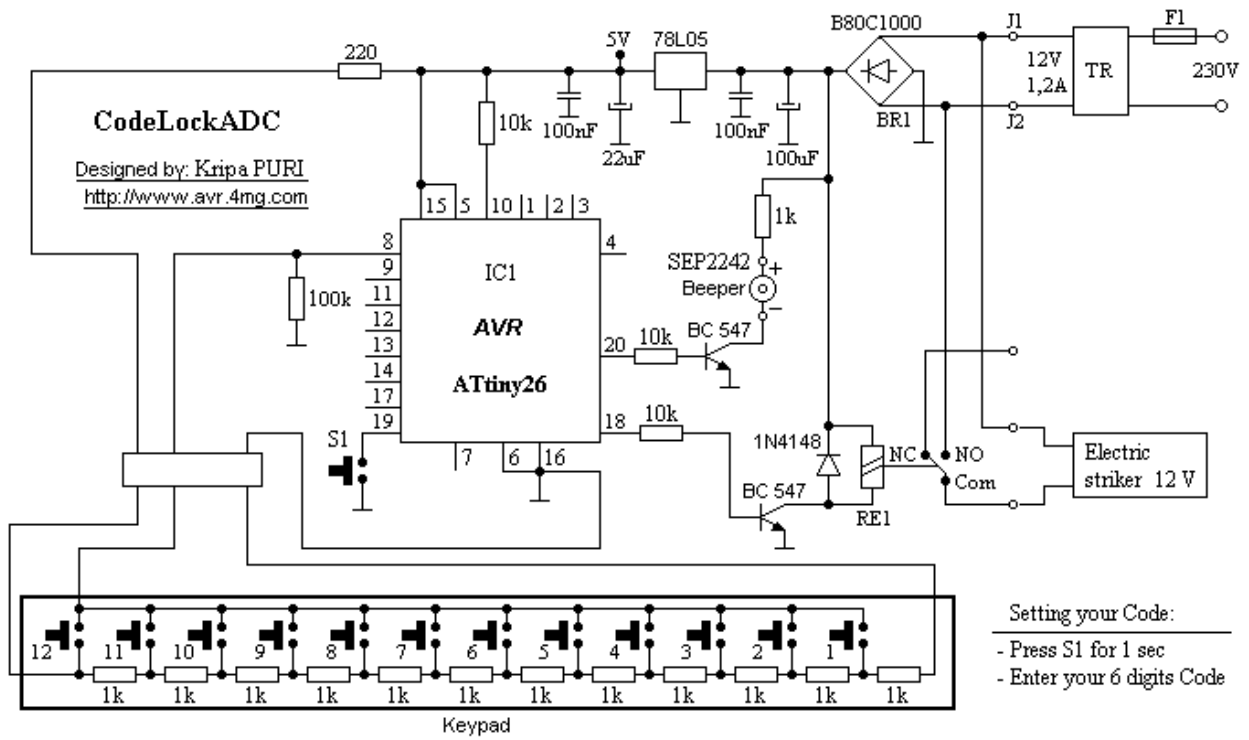 B80C1000
J1
F1
220
5V
78L05
12V
1,2A
TR
230V
CodeLockADC
10k
100nF
22uF
100nF
100uF
BR1
J2
Designed by: Kripa PURI
http://www.avr.4mg.com
15 5 10 1 2 3
1k
8
4
9
IC1
SEP2242
+
Beeper
-
11
100k
12
AVR
BC 547
13
20
10k
14
ATtiny26
17
10k
19
18
S1
1N4148
NC
NO
Electric
striker 12 V
7 6 16
Com
BC 547
RE1
12 11 10 9 8 7 6 5 4 3 2 1
1k 1k 1k 1k 1k 1k 1k 1k 1k 1k 1k 1k
Keypad
Setting your Code:
- Press S1 for 1 sec
- Enter your 6 digits Code